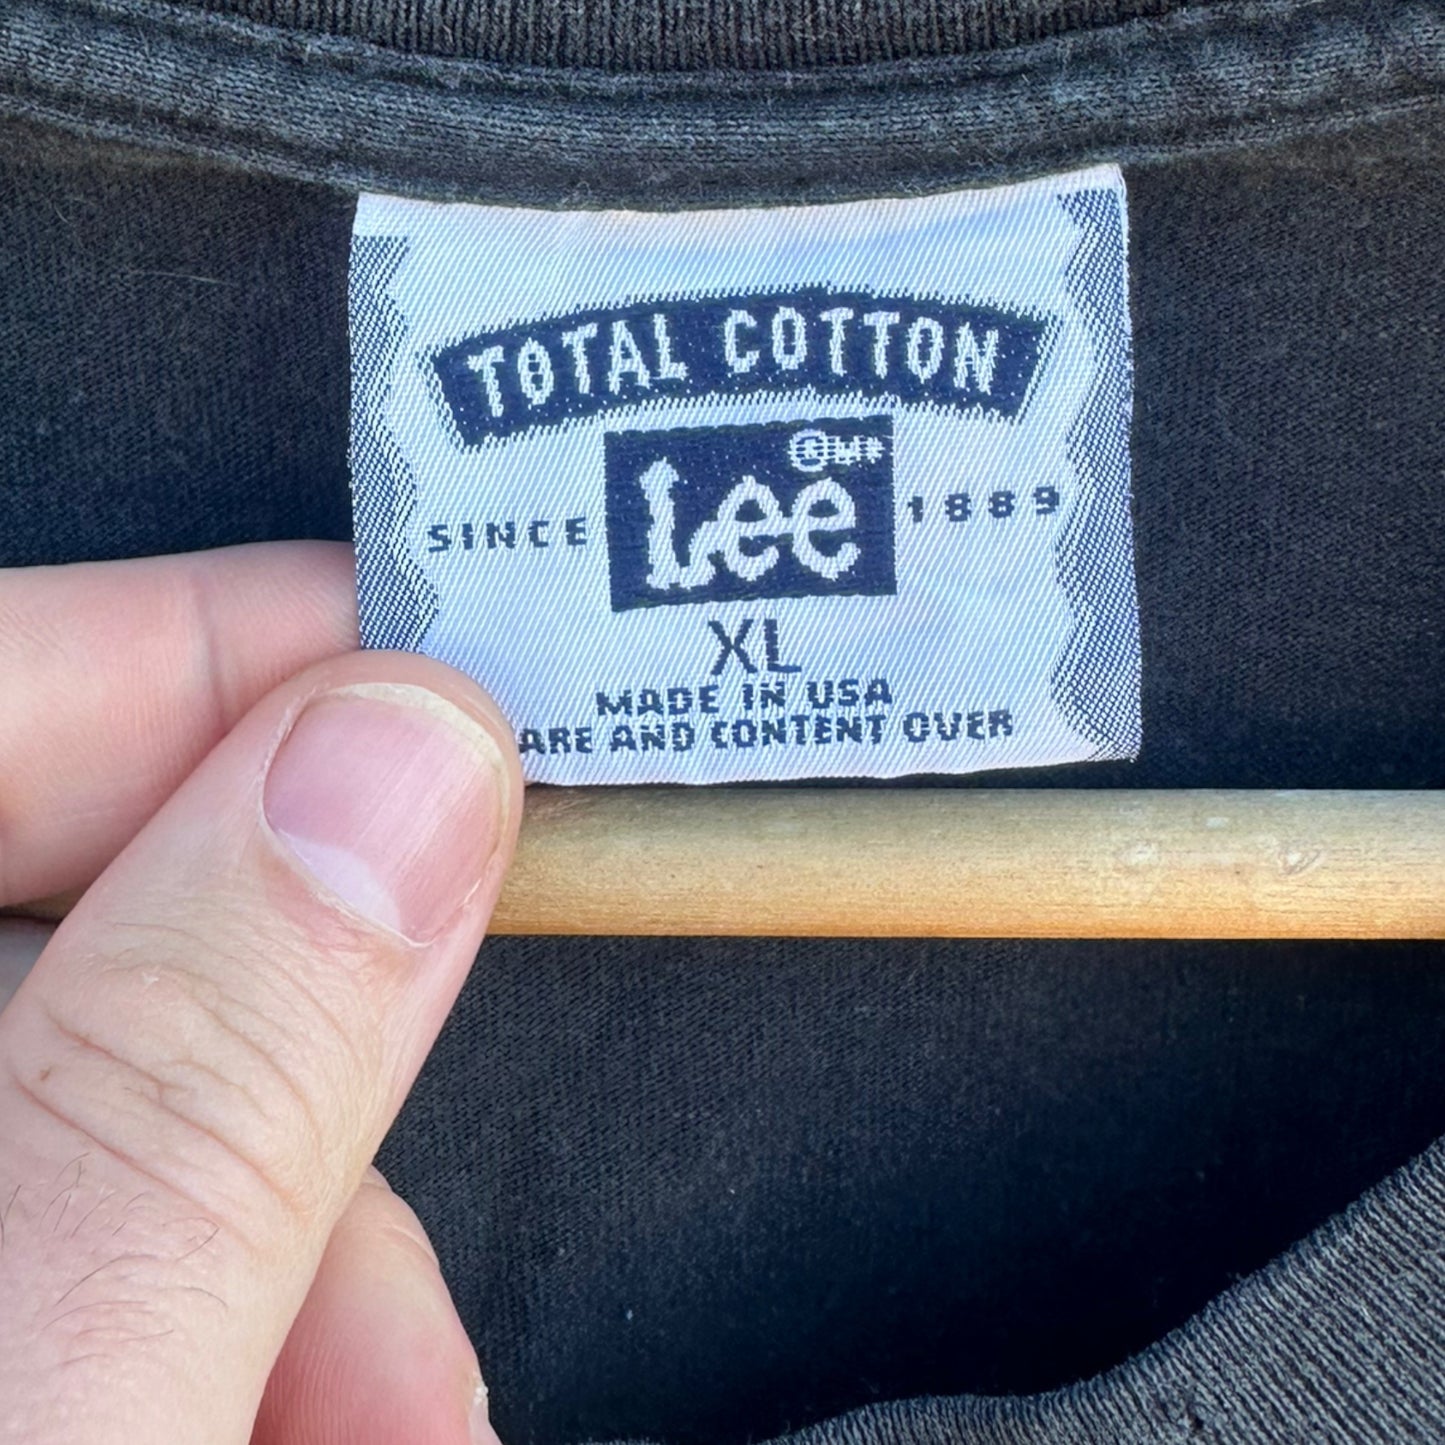 TOTAL COTTON
Lee
SINCE 1889
XL
MADE IN USA
ARE AND CONTENT OVER